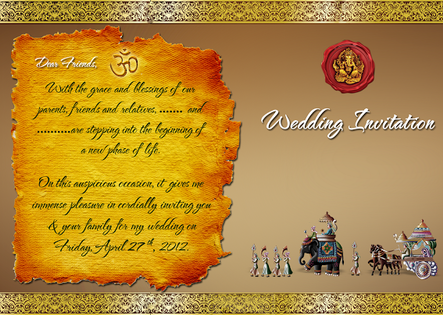 Dear Friends,
ॐ
With the grace and blessings of our
parents, friends and relatives, ....... and
..........are stepping into the beginning of
a new phase of life.
On this auspicious occasion, it gives me
immense pleasure in cordially inviting you
& your family for my wedding on
Friday, April 27st, 2012.
Wedding Invitation